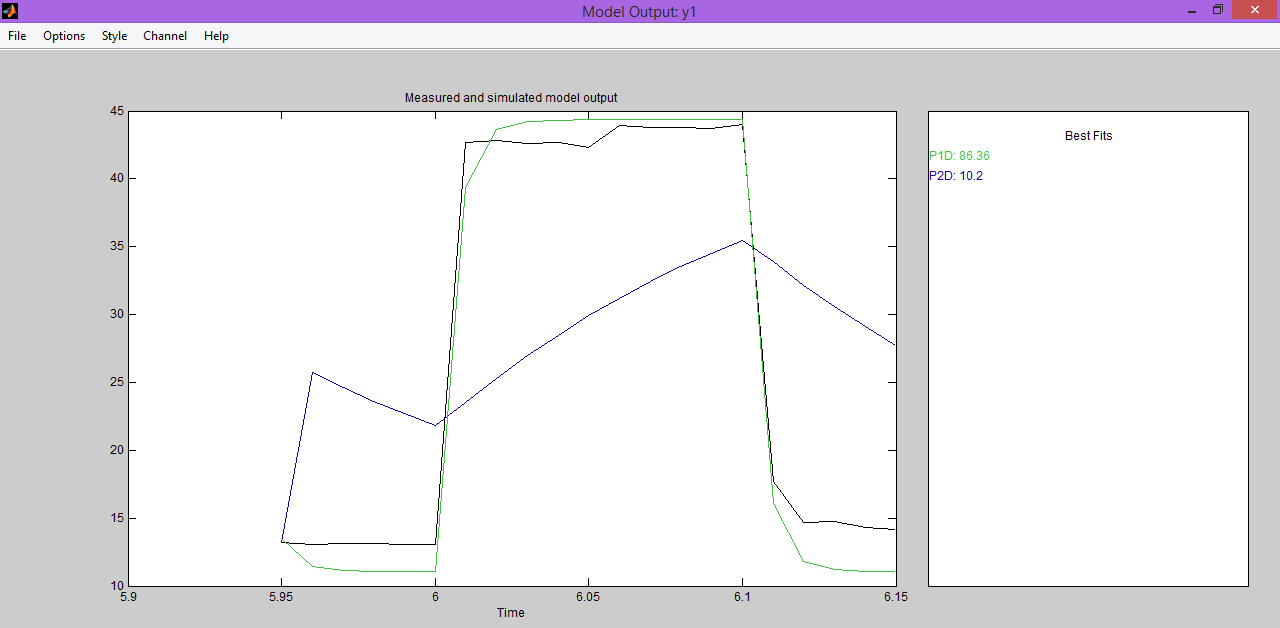 Model Output: y1
File Options Style Channel Help
Measured and simulated model output
45
40
35
30
25
20
15
10
5.9 5.95 6 6.05 6.1 6.15
Time
Best Fits
P1D: 86.36
P2D: 10.2